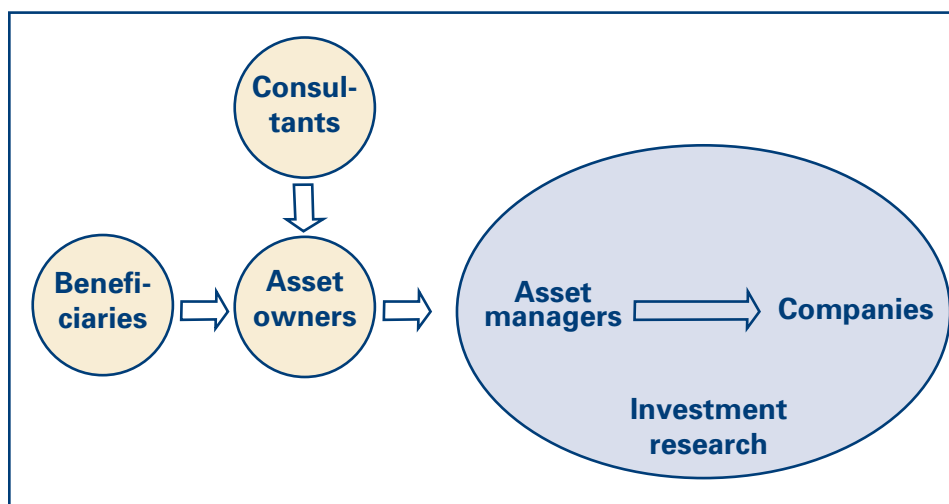 Consul-
tants
Benefi-
ciaries
Asset
owners
Asset
managers
Companies
Investment
research